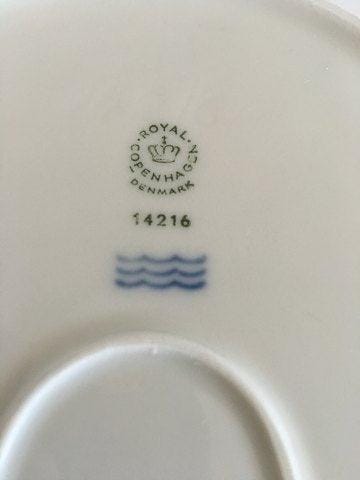 ROYAL
COPENHAGEN
DENMARK
14216